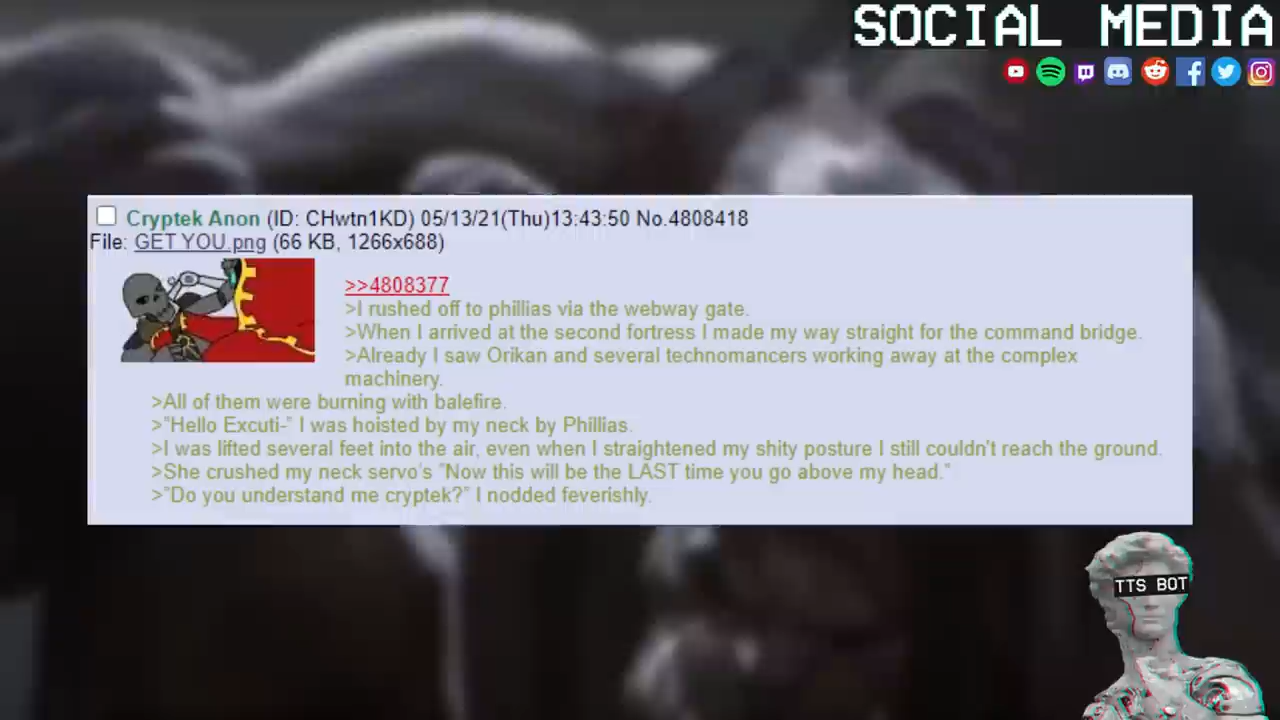 SOCIAL MEDIA
Cryptek Anon (ID: CHwtn1KD) 05/13/21(Thu)13:43:50 No.4808418
File: GET YOU.png (66 KB, 1266x688)
>>4808377
>I rushed off to phillias via the webway gate.
>When I arrived at the second fortress I made my way straight for the command bridge.
>Already I saw Orikan and several technomancers working away at the complex
machinery.
>All of them were burning with balefire.
>"Hello Excuti-" I was hoisted by my neck by Phillias.
>I was lifted several feet into the air, even when I straightened my shity posture I still couldn't reach the ground.
>She crushed my neck servo's "Now this will be the LAST time you go above my head."
>"Do you understand me cryptek?" I nodded feverishly.
TTS BOT